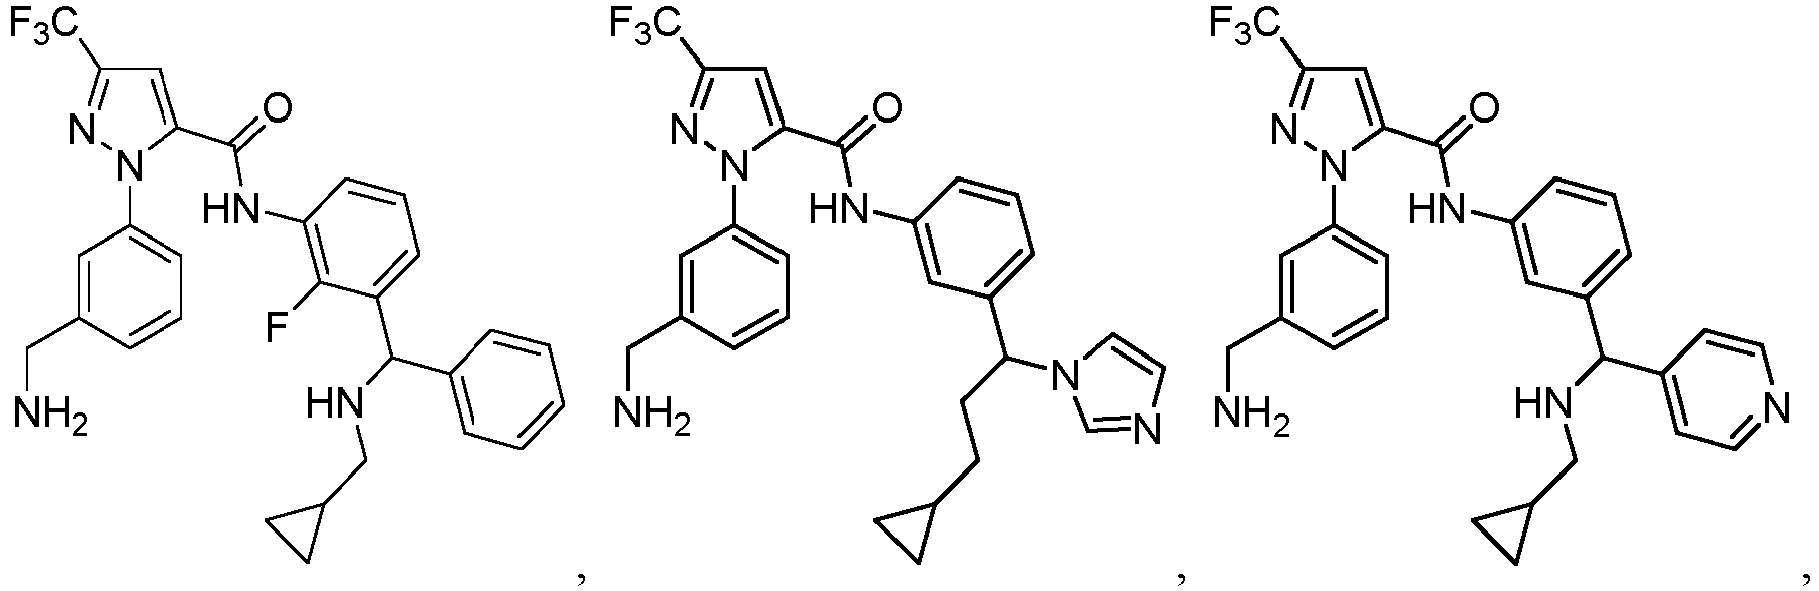 F3C F3C F3C
O O O
N N N
N N N
HN HN HN
F
N
HN HN N
NH2 NH2 NH2
N
, , ,